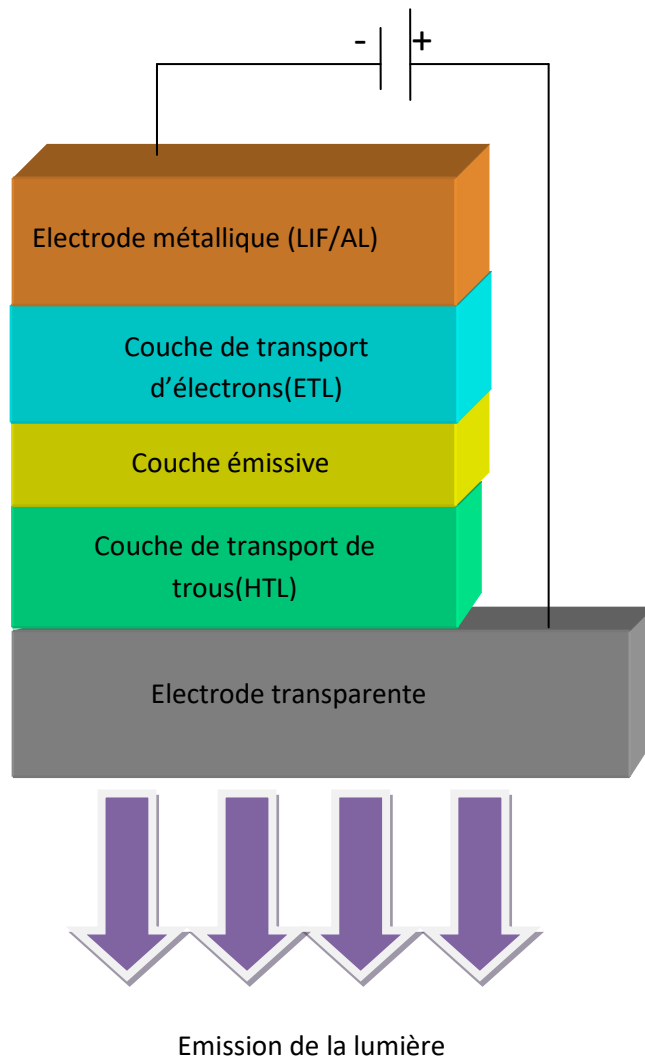 - +
Electrode métallique (LIF/AL)
Couche de transport
d’électrons(ETL)
Couche émissive
Couche de transport de
trous(HTL)
Electrode transparente
Emission de la lumière